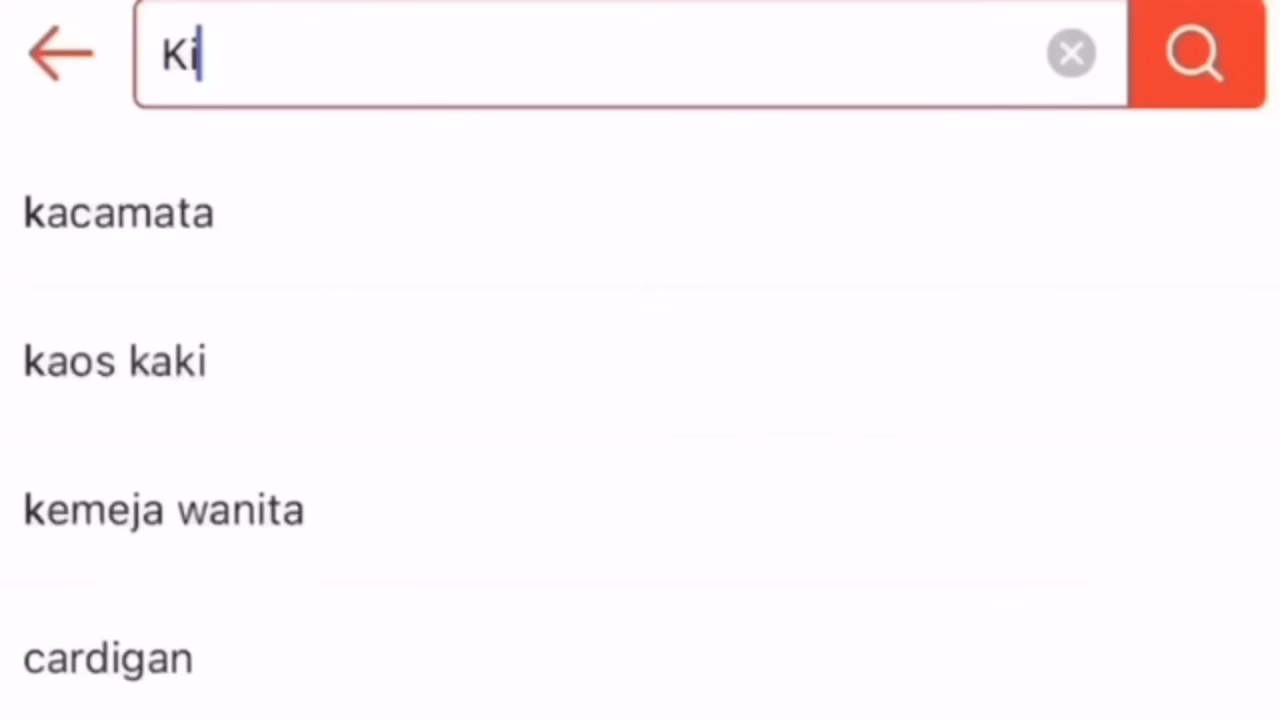 Ki
kacamata
kaos kaki
kemeja wanita
cardigan